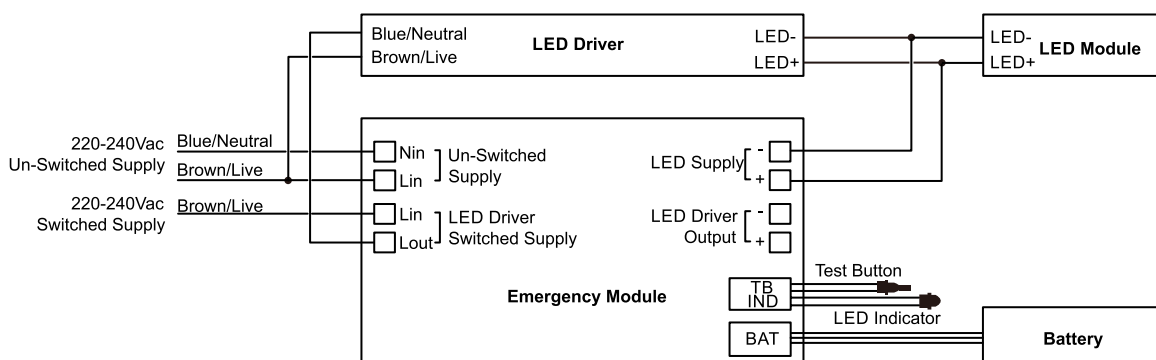 Blue/Neutral
Brown/Live
LED Driver
LED-
LED+
LED-
LED+
LED Module
220-240Vac
Un-Switched Supply
Blue/Neutral
Brown/Live
220-240Vac
Switched Supply
Brown/Live
Nin
Lin
Un-Switched
Supply
Lin
Lout
LED Driver
Switched Supply
LED Supply
-
+
LED Driver
Output
-
+
Emergency Module
TB
IND
BAT
Test Button
LED Indicator
Battery